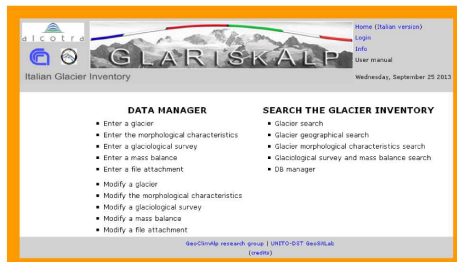 alcotra
GLARISKALP
Home (Italian version)
Login
Info
User manual
Italian Glacier Inventory
Wednesday, September 25 2013
DATA MANAGER
Enter a glacier
Enter the morphological characteristics
Enter a glaciological survey
Enter a mass balance
Enter a file attachment
Modify a glacier
Modify the morphological characteristics
Modify a glaciological survey
Modify a mass balance
Modify a file attachment
SEARCH THE GLACIER INVENTORY
Glacier search
Glacier geographical search
Glacier morphological characteristics search
Glaciological survey and mass balance search
DB manager
GeoClimAlp research group | UNITO-DST GeoSitLab
(credits)